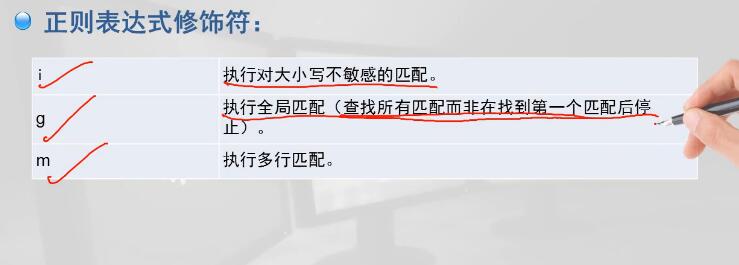 正则表达式修饰符：
i
执行对大小写不敏感的匹配。
g
执行全局匹配（查找所有匹配而非在找到第一个匹配后停
止）。
m
执行多行匹配。